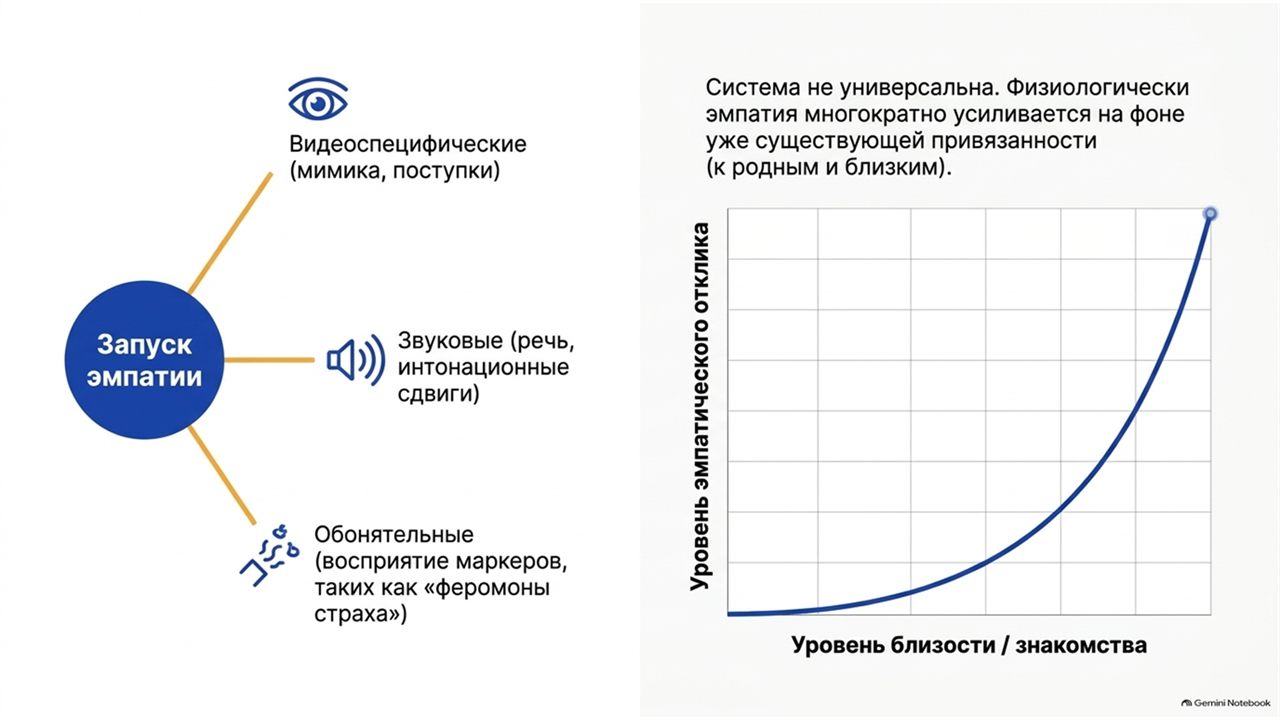 Видеоспецифические
(мимика, поступки)
Запуск
эмпатии
Звуковые (речь,
интонационные
сдвиги)
Обонятельные
(восприятие маркеров,
таких как «феромоны
страха»)
Система не универсальна. Физиологически
эмпатия многократно усиливается на фоне
уже существующей привязанности
(к родным и близким).
Уровень эмпатического отклика
Уровень близости / знакомства
Gemini Notebook